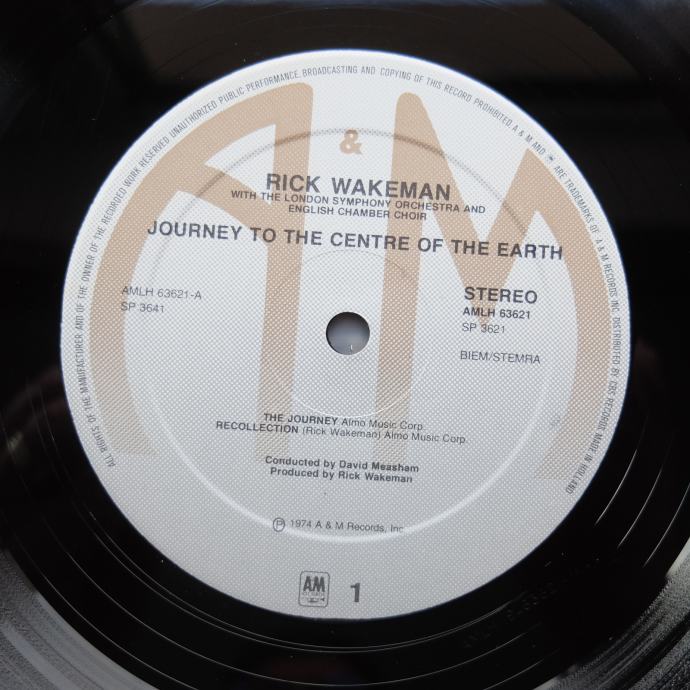 ALL RIGHTS OF THE MANUFACTURER AND OF THE OWNER OF THE RECORDED WORK RESERVED UNAUTHORIZED PUBLIC PERFORMANCE, BROADCASTING AND COPYING OF THIS RECORD PROHIBITED. A & M AND ARE TRADEMARKS OF A & M RECORDS INC. DISTRIBUTED BY CBS RECORDS MADE IN HOLLAND
A & M
RICK WAKEMAN
WITH THE LONDON SYMPHONY ORCHESTRA AND
ENGLISH CHAMBER CHOIR
JOURNEY TO THE CENTRE OF THE EARTH
AMLH 63621-A
SP 3641
STEREO
AMLH 63621
SP 3621
BIEM/STEMRA
THE JOURNEY Almo Music Corp.
RECOLLECTION (Rick Wakeman) Almo Music Corp.
Conducted by David Measham
Produced by Rick Wakeman
℗ 1974 A & M Records, Inc.
AM
1